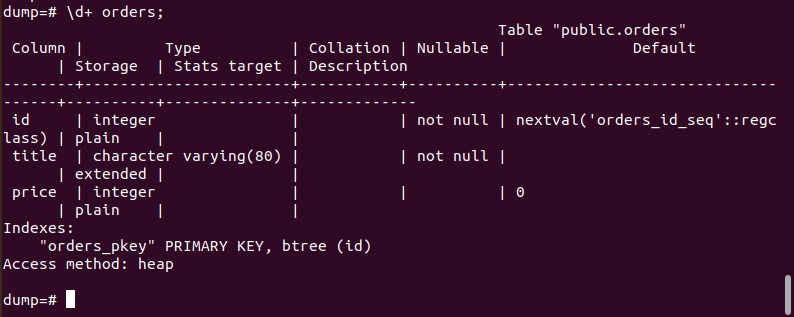 dump=# \d+ orders;
                                                       Table "public.orders"
 Column |         Type          | Collation | Nullable |              Default              
      | Storage  | Stats target | Description 
--------+-----------------------+-----------+----------+------------------------------
------+----------+--------------+-------------
 id     | integer               |           | not null | nextval('orders_id_seq'::regc
lass) | plain    |              | 
 title  | character varying(80) |           | not null | 
      | extended |              | 
 price  | integer               |           |          | 0
      | plain    |              | 
Indexes:
    "orders_pkey" PRIMARY KEY, btree (id)
Access method: heap
dump=#